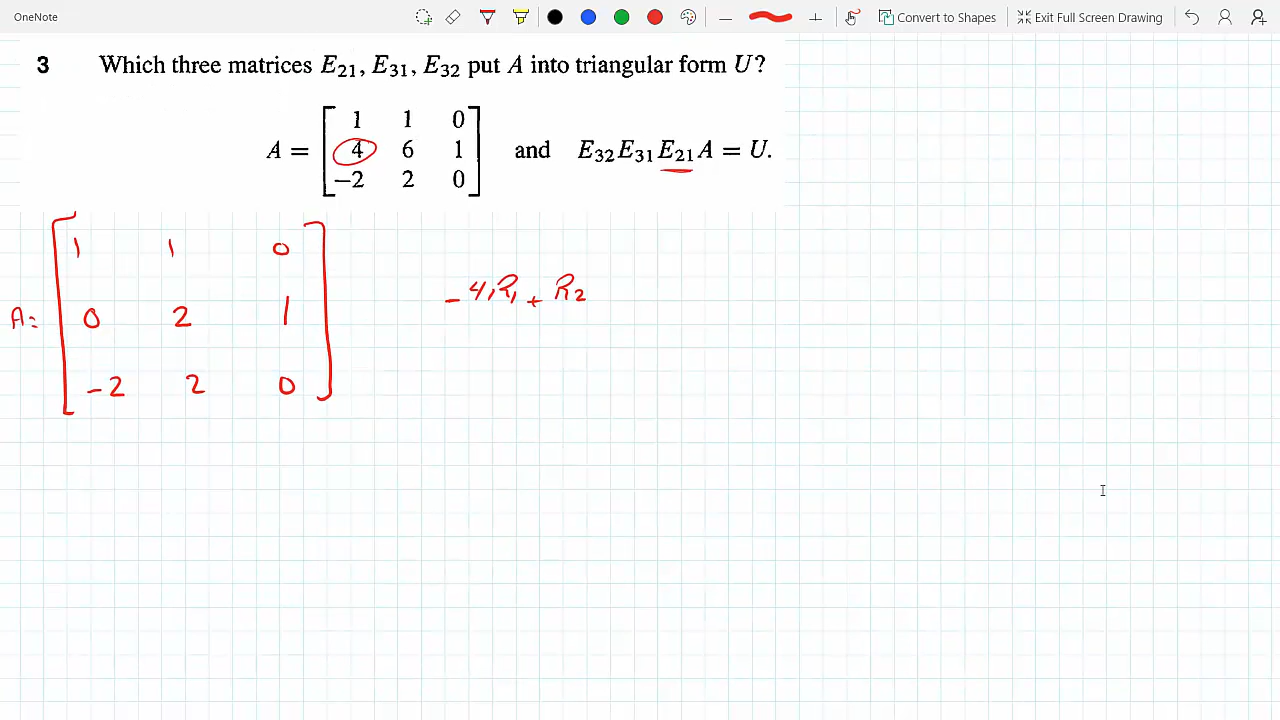 OneNote
Convert to Shapes
Exit Full Screen Drawing
3 Which three matrices E₂₁, E₃₁, E₃₂ put A into triangular form U?
1 1 0
A = 4 6 1 and E₃₂E₃₁E₂₁A = U.
−2 2 0
1 1 0
-4R₁ + R₂
A: 0 2 1
-2 2 0